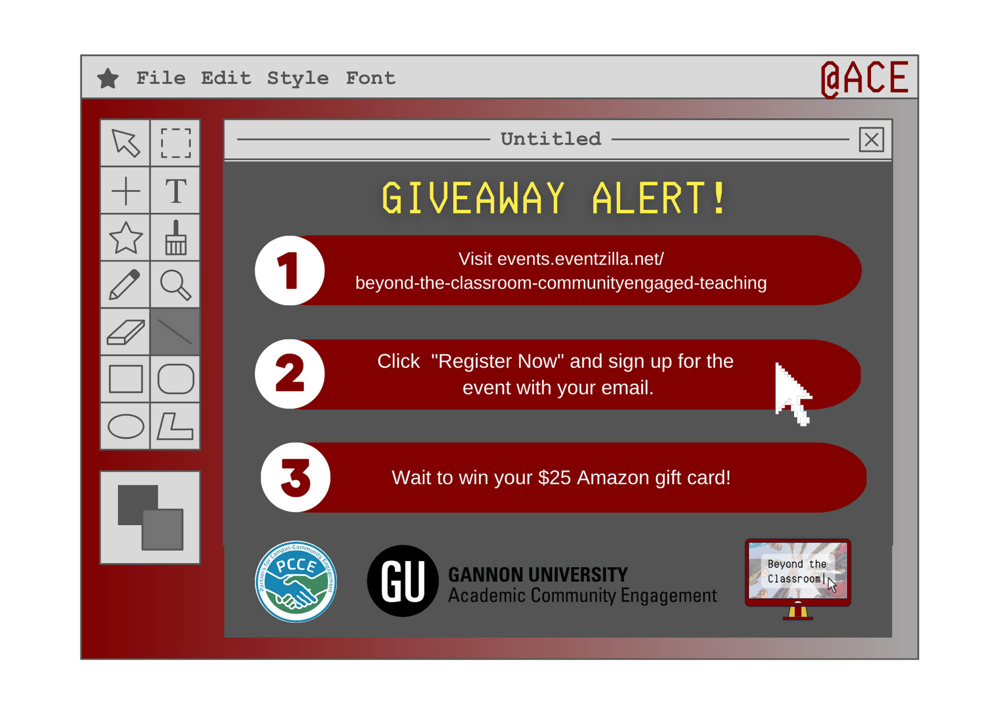 File Edit Style Font
@ACE
T
Untitled
GIVEAWAY ALERT!
1
Visit events.eventzilla.net/
beyond-the-classroom-communityengaged-teaching
2
Click "Register Now" and sign up for the
event with your email.
3
Wait to win your $25 Amazon gift card!
Partners for Campus-Community Engagement
PCCE
GU
GANNON UNIVERSITY
Academic Community Engagement
Beyond the
Classroom|